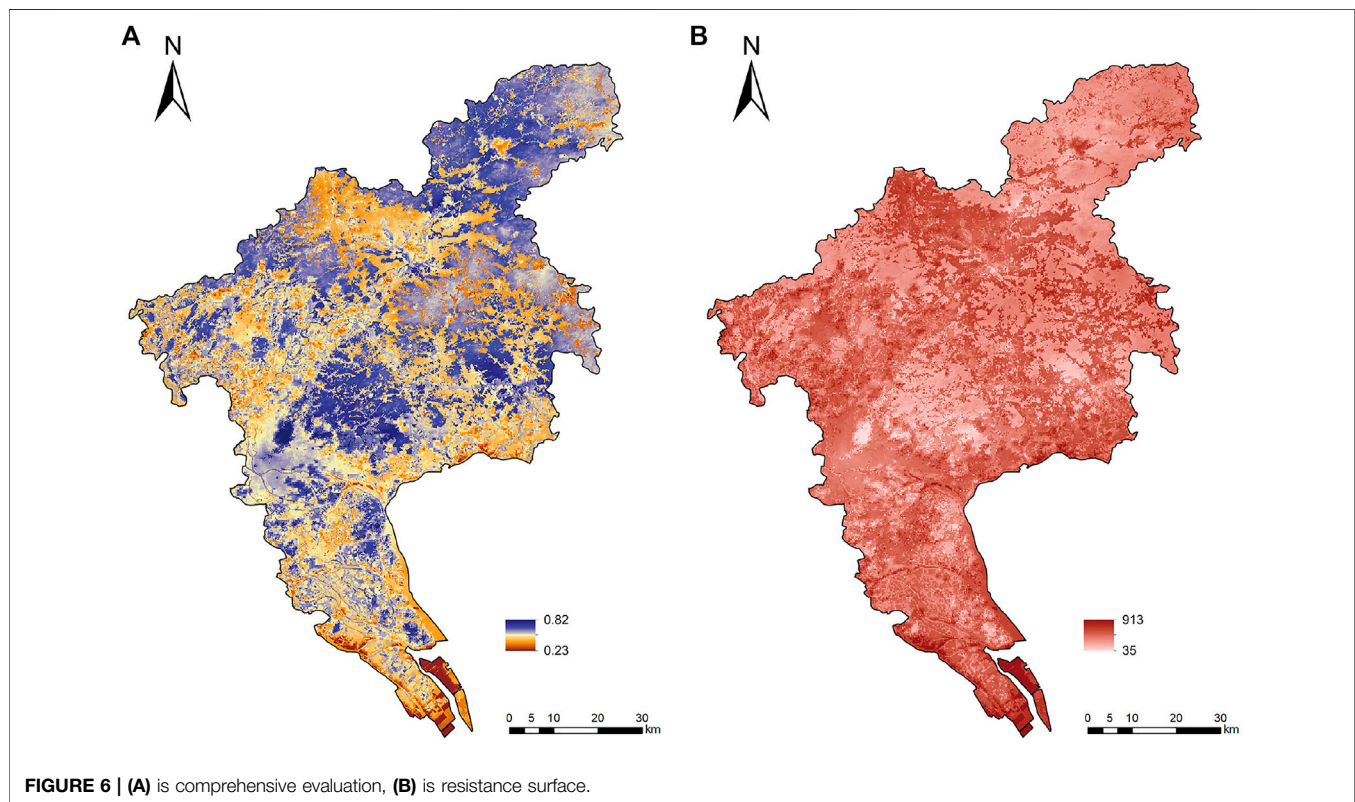 A
B
N
N
0.82
0.23
913
35
0 5 10 20 30
km
0 5 10 20 30
km
FIGURE 6 | (A) is comprehensive evaluation, (B) is resistance surface.